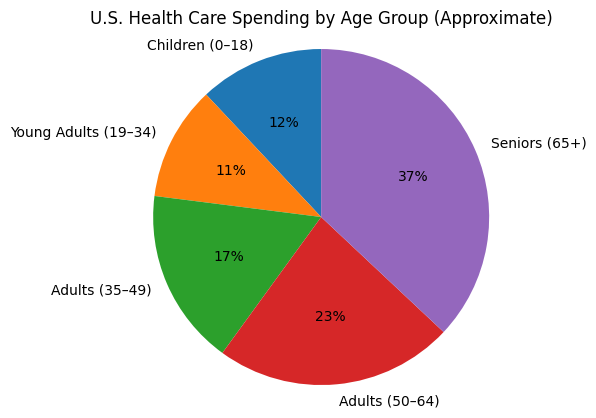 U.S. Health Care Spending by Age Group (Approximate)
Children (0–18)
12%
Young Adults (19–34)
11%
Adults (35–49)
17%
Adults (50–64)
23%
Seniors (65+)
37%